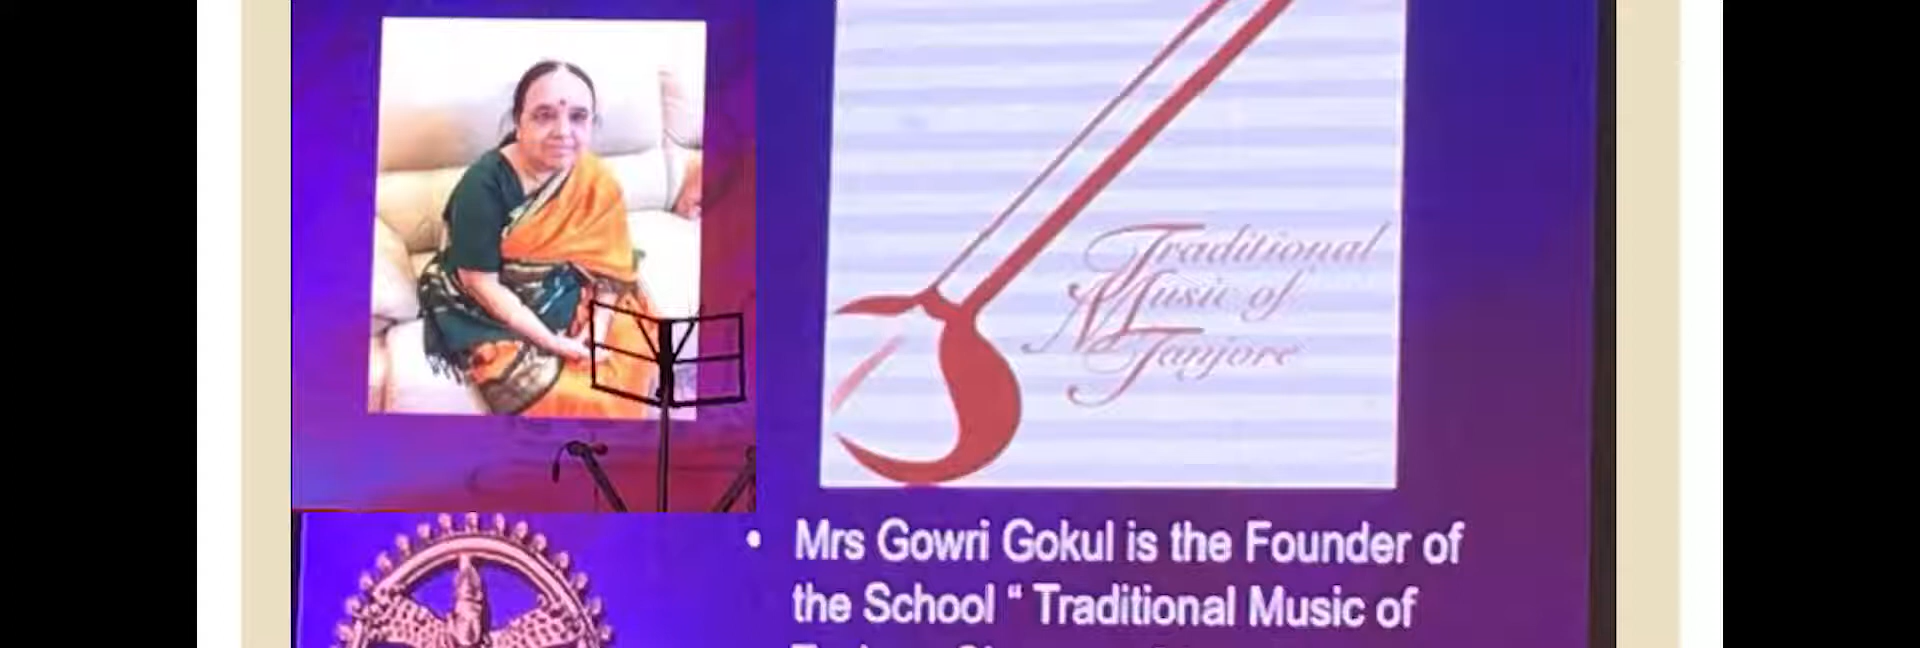 Traditional
Music of
Tanjore
• Mrs Gowri Gokul is the Founder of
the School “ Traditional Music of